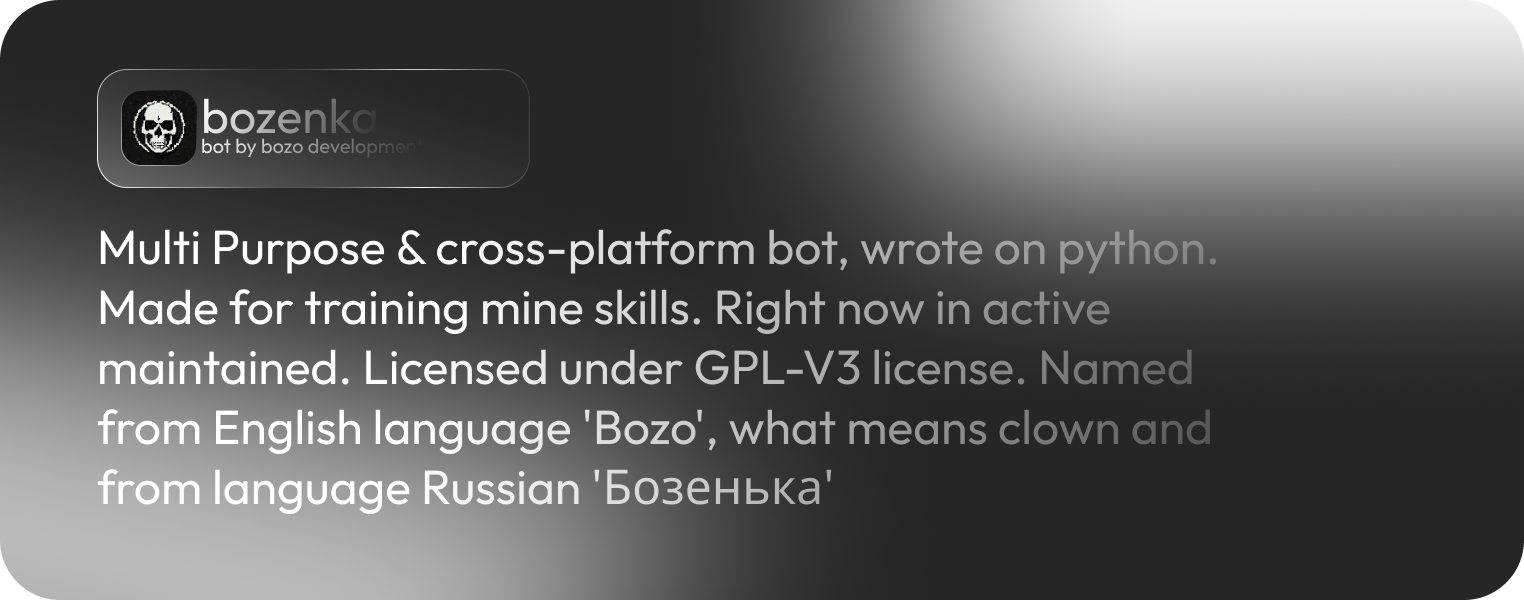 bozenka
bot by bozo development
Multi Purpose & cross-platform bot, wrote on python.
Made for training mine skills. Right now in active
maintained. Licensed under GPL-V3 license. Named
from English language 'Bozo', what means clown and
from language Russian 'Бозенька'